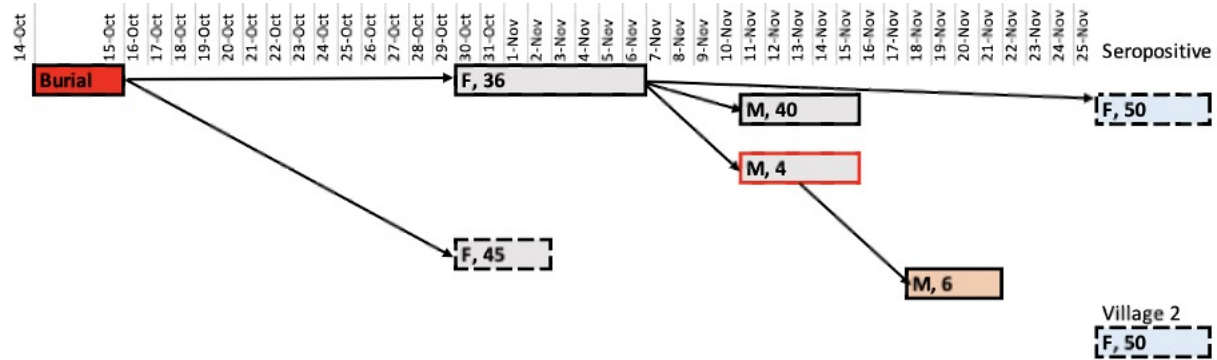 14-Oct
15-Oct
16-Oct
17-Oct
18-Oct
19-Oct
20-Oct
21-Oct
22-Oct
23-Oct
24-Oct
25-Oct
26-Oct
27-Oct
28-Oct
29-Oct
30-Oct
31-Oct
1-Nov
2-Nov
3-Nov
4-Nov
5-Nov
6-Nov
7-Nov
8-Nov
9-Nov
10-Nov
11-Nov
12-Nov
13-Nov
14-Nov
15-Nov
16-Nov
17-Nov
18-Nov
19-Nov
20-Nov
21-Nov
22-Nov
23-Nov
24-Nov
25-Nov
Seropositive
Burial
F, 36
M, 40
F, 50
M, 4
F, 45
M, 6
Village 2
F, 50